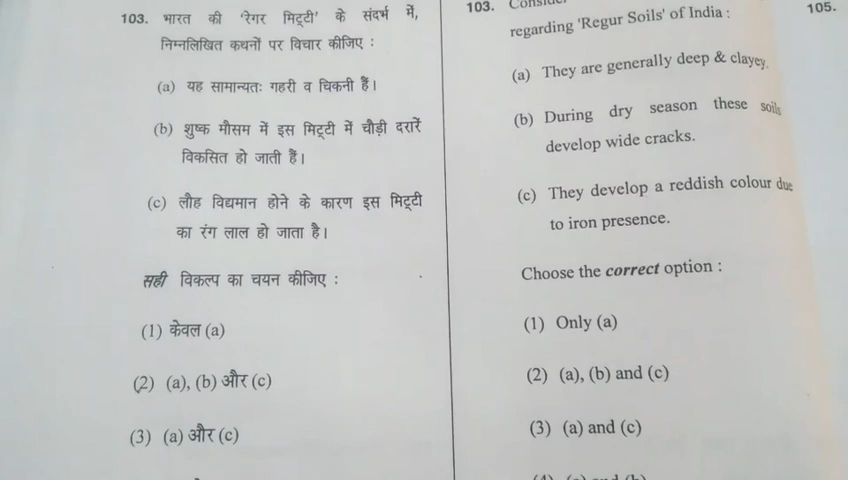 103. भारत की 'रेगर मिट्टी' के संदर्भ में,
निम्नलिखित कथनों पर विचार कीजिए :
(a) यह सामान्यतः गहरी व चिकनी हैं।
(b) शुष्क मौसम में इस मिट्टी में चौड़ी दरारें
विकसित हो जाती हैं।
(c) लौह विद्यमान होने के कारण इस मिट्टी
का रंग लाल हो जाता है।
सही विकल्प का चयन कीजिए :
(1) केवल (a)
(2) (a), (b) और (c)
(3) (a) और (c)
103.
regarding 'Regur Soils' of India :
(a) They are generally deep & clayey.
(b) During dry season these soils
develop wide cracks.
(c) They develop a reddish colour due
to iron presence.
Choose the correct option :
(1) Only (a)
(2) (a), (b) and (c)
(3) (a) and (c)
105.